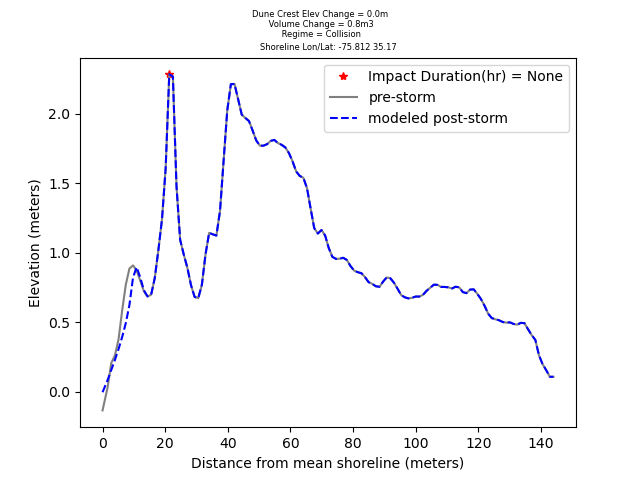 Dune Crest Elev Change = 0.0m
Volume Change = 0.8m3
Regime = Collision
Shoreline Lon/Lat: -75.812 35.17
Impact Duration(hr) = None
pre-storm
modeled post-storm
Elevation (meters)
2.0
1.5
1.0
0.5
0.0
0 20 40 60 80 100 120 140
Distance from mean shoreline (meters)